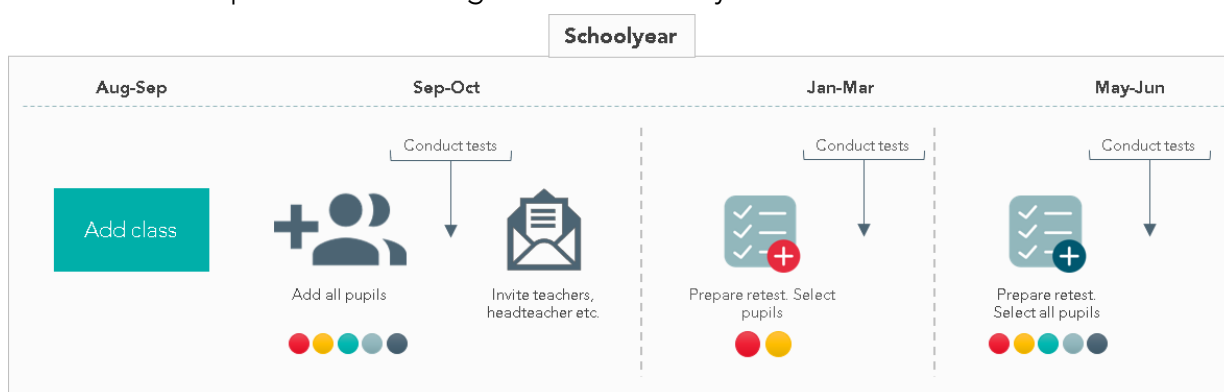 Schoolyear
Aug-Sep
Sep-Oct
Jan-Mar
May-Jun
Conduct tests
Conduct tests
Conduct tests
Add class
Add all pupils
Invite teachers,
headteacher etc.
Prepare retest. Select
pupils
Prepare retest.
Select all pupils